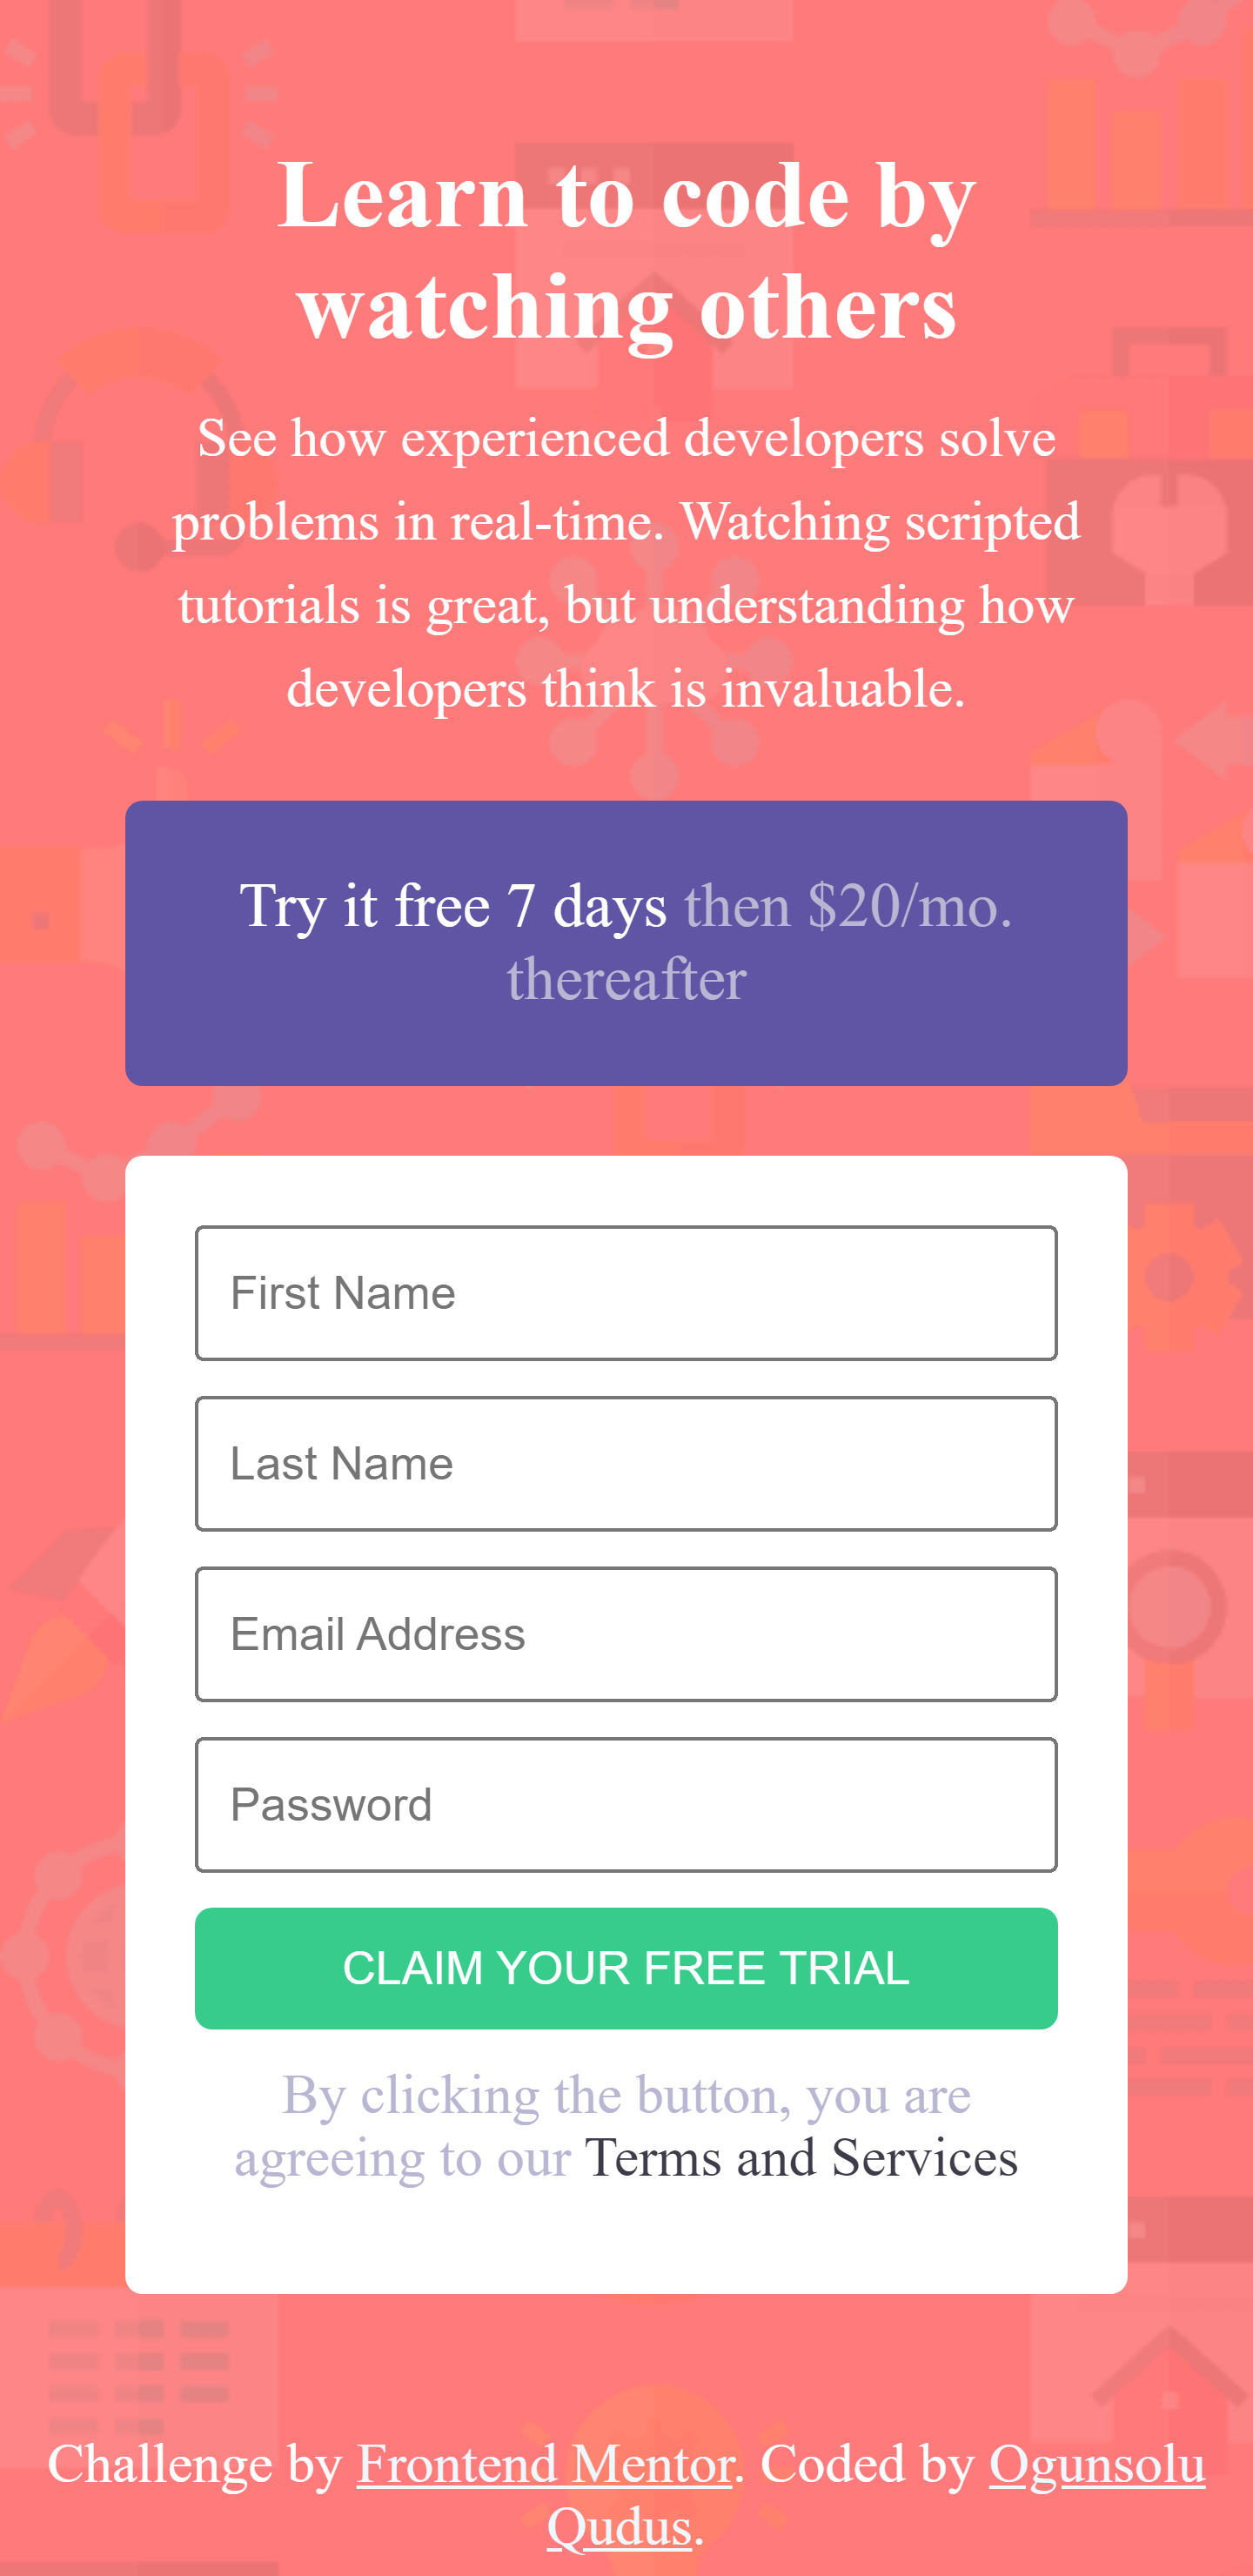 Learn to code by
watching others
See how experienced developers solve
problems in real-time. Watching scripted
tutorials is great, but understanding how
developers think is invaluable.
Try it free 7 days then $20/mo.
thereafter
First Name
Last Name
Email Address
Password
CLAIM YOUR FREE TRIAL
By clicking the button, you are
agreeing to our Terms and Services
Challenge by Frontend Mentor. Coded by Ogunsolu
Qudus.